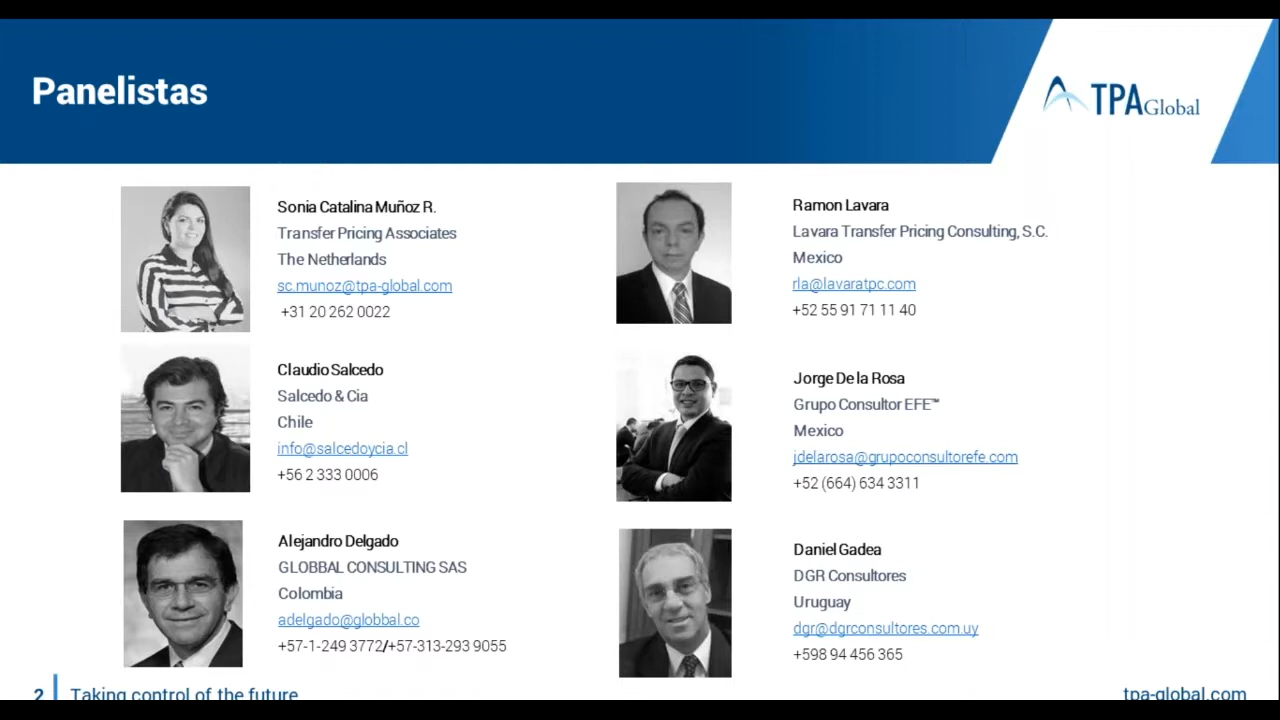 Panelistas
TPA Global
Sonia Catalina Muñoz R.
Transfer Pricing Associates
The Netherlands
sc.munoz@tpa-global.com
+31 20 262 0022
Claudio Salcedo
Salcedo & Cia
Chile
info@salcedoycia.cl
+56 2 333 0006
Alejandro Delgado
GLOBBAL CONSULTING SAS
Colombia
adelgado@globbal.co
+57-1-249 3772/+57-313-293 9055
Ramon Lavara
Lavara Transfer Pricing Consulting, S.C.
Mexico
rla@lavaratpc.com
+52 55 91 71 11 40
Jorge De la Rosa
Grupo Consultor EFE™
Mexico
jdelarosa@grupoconsultorefe.com
+52 (664) 634 3311
Daniel Gadea
DGR Consultores
Uruguay
dgr@dgrconsultores.com.uy
+598 94 456 365
2 Taking control of the future
tpa-global.com